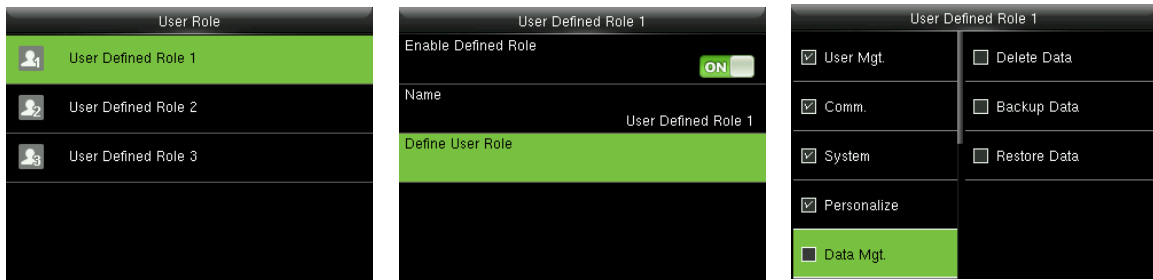 User Role
User Defined Role 1
User Defined Role 2
User Defined Role 3
User Defined Role 1
Enable Defined Role
ON
Name
User Defined Role 1
Define User Role
User Defined Role 1
User Mgt.
Delete Data
Comm.
Backup Data
System
Restore Data
Personalize
Data Mgt.